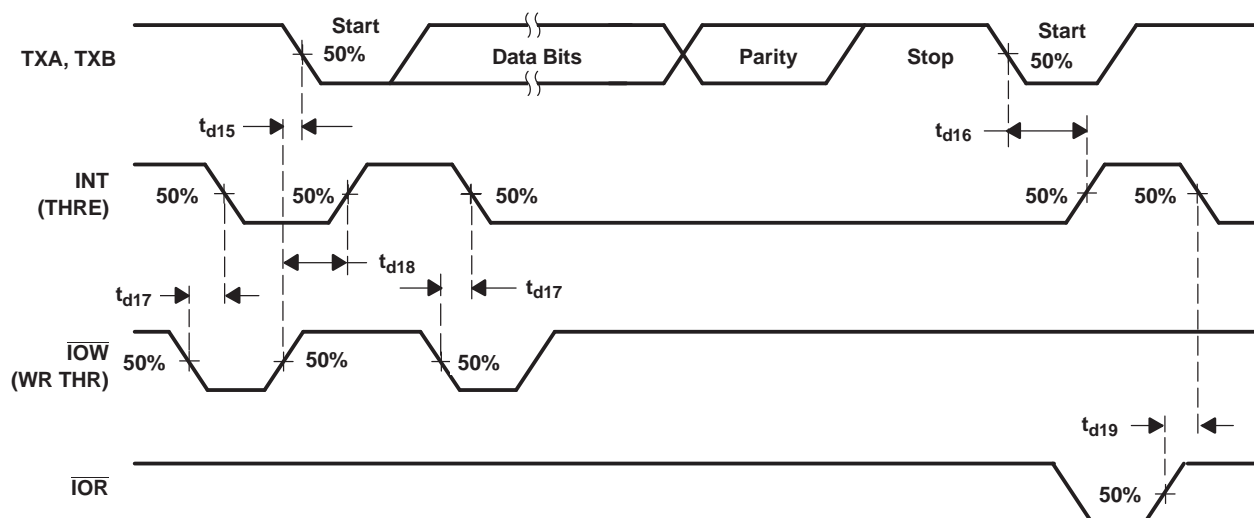 Start
Start
TXA, TXB
50%
Data Bits
Parity
Stop
50%
td15
td16
INT
(THRE)
50%
50%
50%
50%
50%
td18
td17
td17
IOW
(WR THR)
50%
50%
50%
td19
IOR
50%